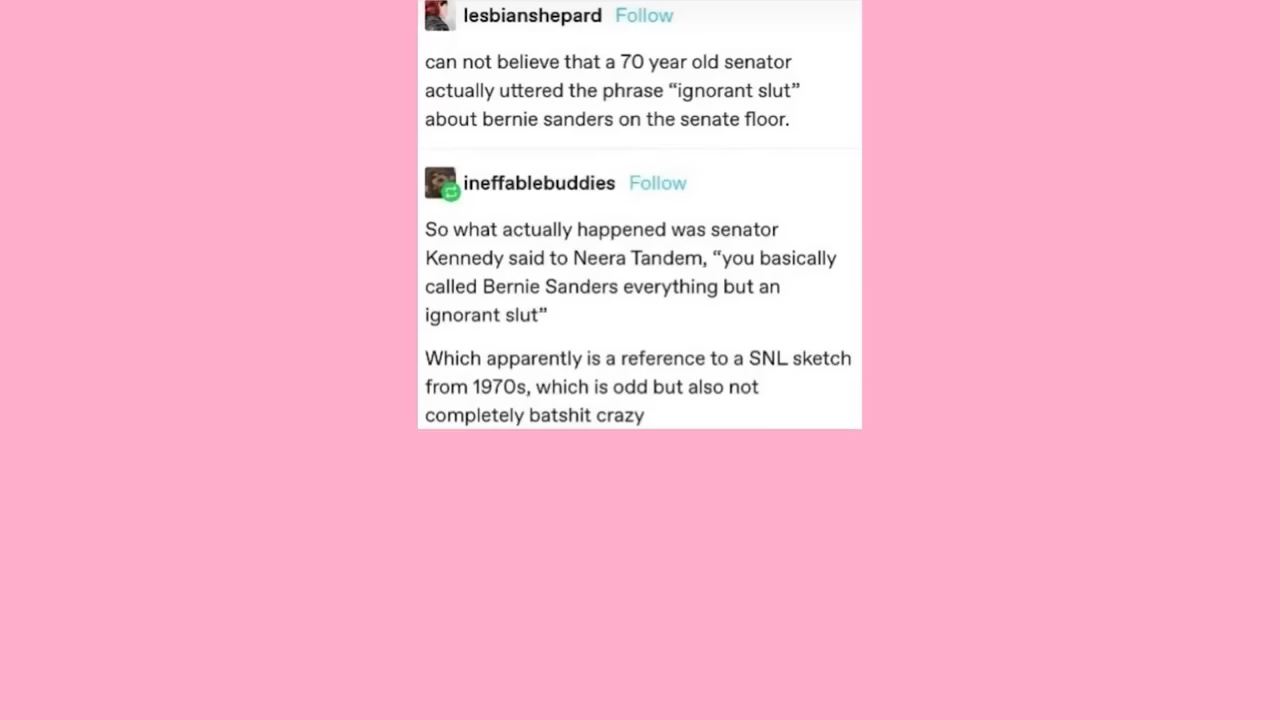 lesbianshepard Follow
can not believe that a 70 year old senator
actually uttered the phrase “ignorant slut”
about bernie sanders on the senate floor.
ineffablebuddies Follow
So what actually happened was senator
Kennedy said to Neera Tandem, “you basically
called Bernie Sanders everything but an
ignorant slut”
Which apparently is a reference to a SNL sketch
from 1970s, which is odd but also not
completely batshit crazy